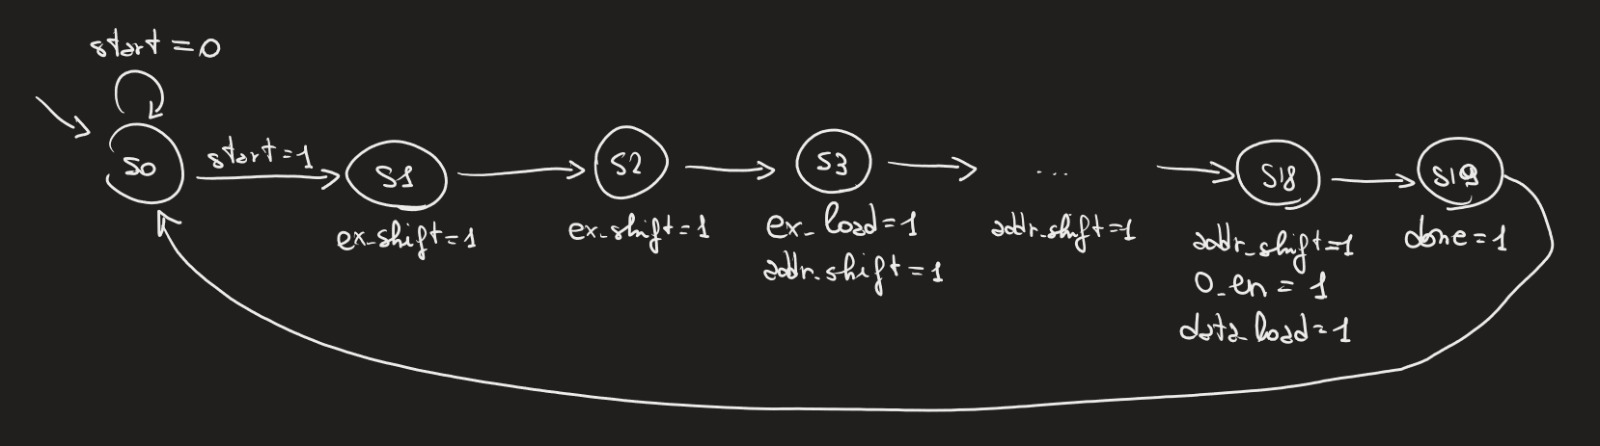 start = 0
S0
start=1
S1
ex_shift=1
S2
ex_shift=1
S3
ex_load=1
addr_shift=1
...
addr_shift=1
S18
addr_shift=1
O_en = 1
data_load=1
S19
done=1